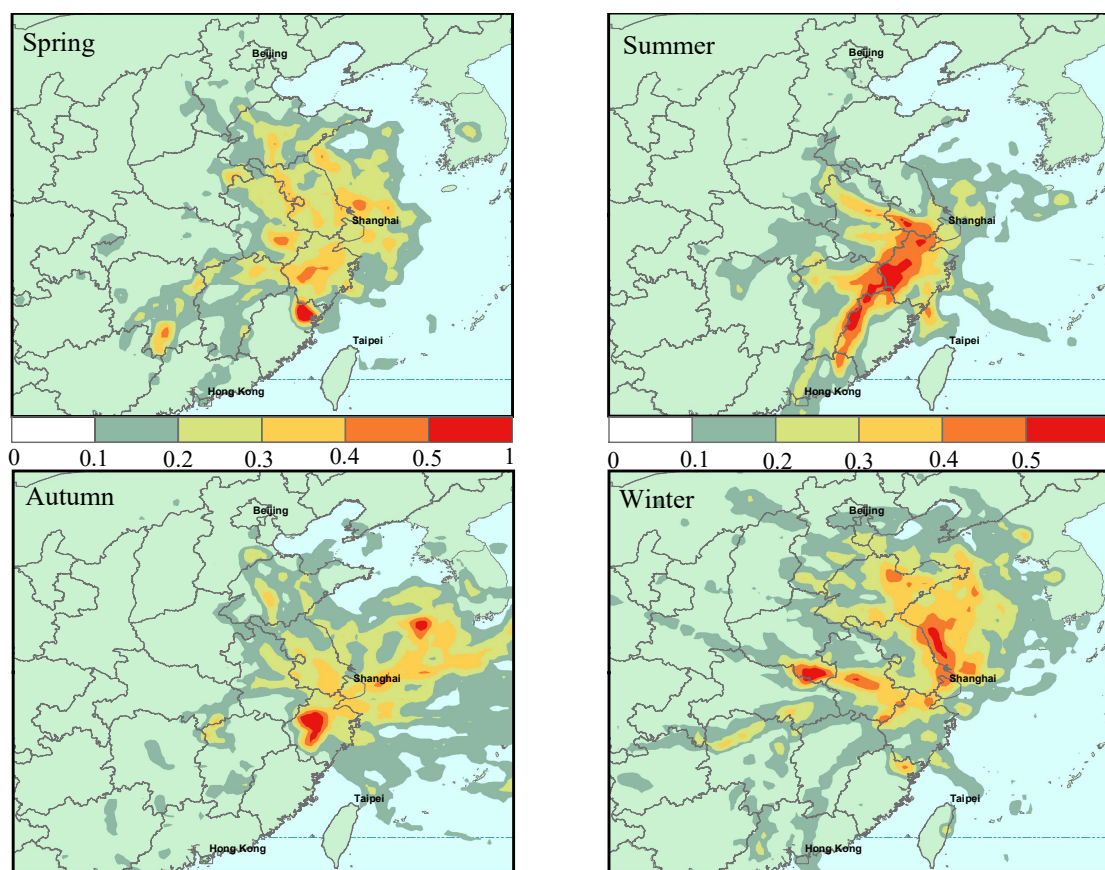 Spring
Beijing
Shanghai
Taipei
Hong Kong
Summer
Beijing
Shanghai
Taipei
Hong Kong
0 0.1 0.2 0.3 0.4 0.5 1
0 0.1 0.2 0.3 0.4 0.5
Autumn
Beijing
Shanghai
Taipei
Hong Kong
Winter
Beijing
Shanghai
Taipei
Hong Kong